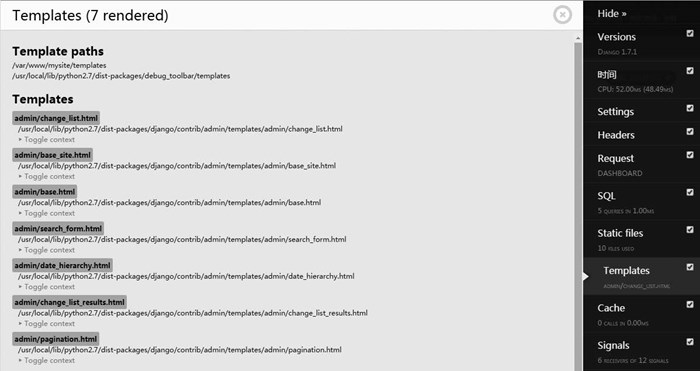 Templates (7 rendered)
Template paths
/var/www/mysite/templates
/usr/local/lib/python2.7/dist-packages/debug_toolbar/templates
Templates
admin/change_list.html
/usr/local/lib/python2.7/dist-packages/django/contrib/admin/templates/admin/change_list.html
Toggle context
admin/base_site.html
/usr/local/lib/python2.7/dist-packages/django/contrib/admin/templates/admin/base_site.html
Toggle context
admin/base.html
/usr/local/lib/python2.7/dist-packages/django/contrib/admin/templates/admin/base.html
Toggle context
admin/search_form.html
/usr/local/lib/python2.7/dist-packages/django/contrib/admin/templates/admin/search_form.html
Toggle context
admin/date_hierarchy.html
/usr/local/lib/python2.7/dist-packages/django/contrib/admin/templates/admin/date_hierarchy.html
Toggle context
admin/change_list_results.html
/usr/local/lib/python2.7/dist-packages/django/contrib/admin/templates/admin/change_list_results.html
Toggle context
admin/pagination.html
/usr/local/lib/python2.7/dist-packages/django/contrib/admin/templates/admin/pagination.html
Toggle context
Hide »
Versions
Django 1.7.1
时间
CPU: 52.00ms (48.49ms)
Settings
Headers
Request
DASHBOARD
SQL
5 queries in 1.00ms
Static files
10 files used
Templates
admin/change_list.html
Cache
0 calls in 0.00ms
Signals
6 receivers of 12 signals